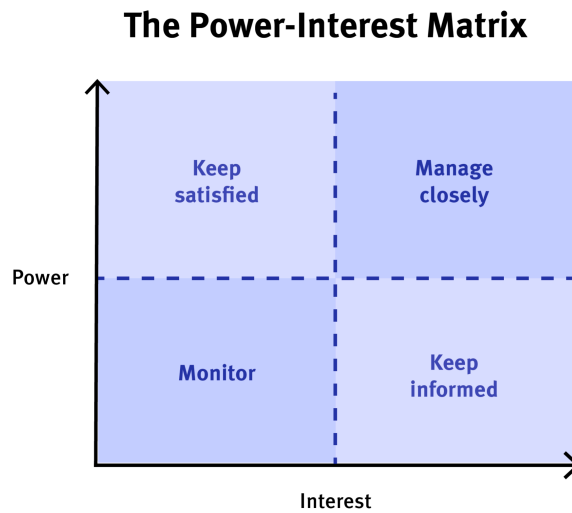 The Power-Interest Matrix
Keep
satisfied
Manage
closely
Power
Monitor
Keep
informed
Interest